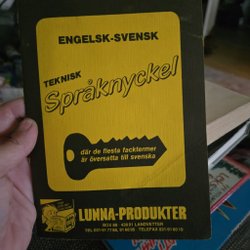 ENGELSK-SVENSK
TEKNISK
Språknyckel
där de flesta facktermer
är översatta till svenska
LUNNA-PRODUKTER